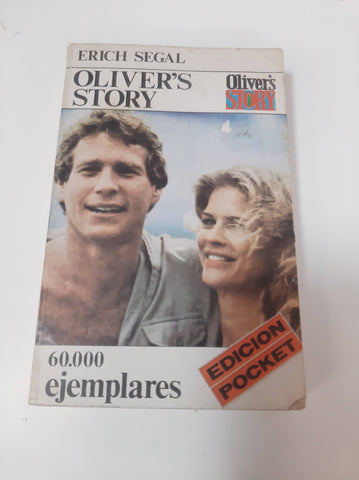 ERICH SEGAL
OLIVER'S
STORY
Oliver's
STORY
EDICION
POCKET
60.000
ejemplares